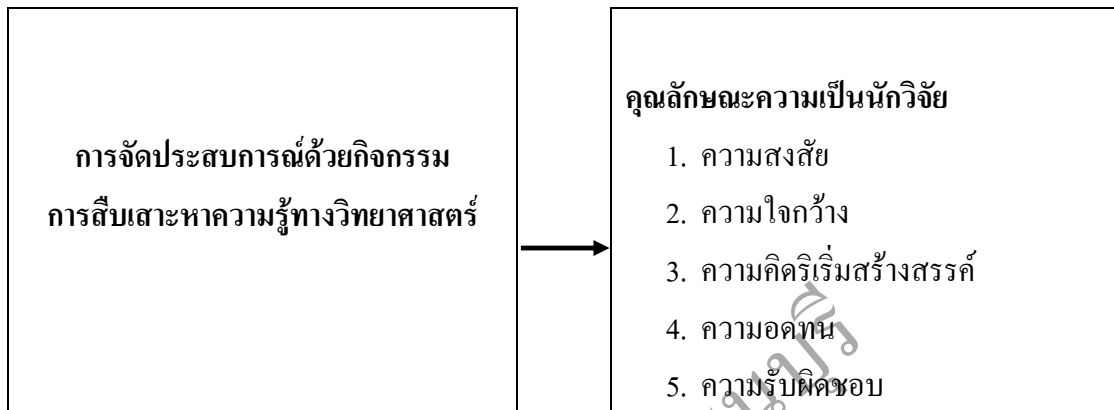 การจัดประสบการณ์ด้วยกิจกรรม
การสืบเสาะหาความรู้ทางวิทยาศาสตร์
คุณลักษณะความเป็นนักวิจัย
1. ความสงสัย
2. ความใจกว้าง
3. ความคิดริเริ่มสร้างสรรค์
4. ความอดทน
5. ความรับผิดชอบ